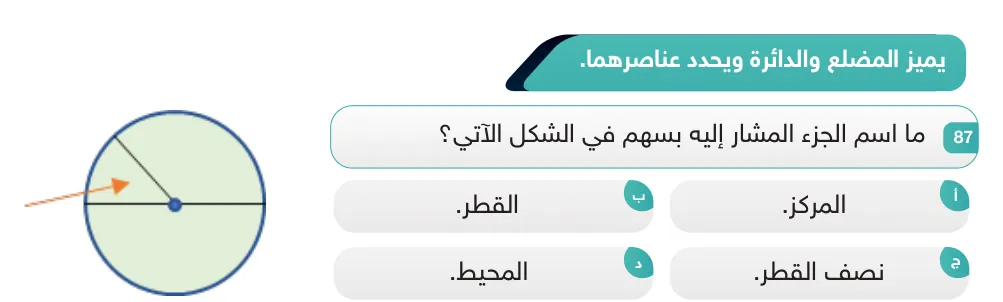 يميز المضلع والدائرة ويحدد عناصرهما.
87 ما اسم الجزء المشار إليه بسهم في الشكل الآتي؟
أ المركز.
ب القطر.
ج نصف القطر.
د المحيط.